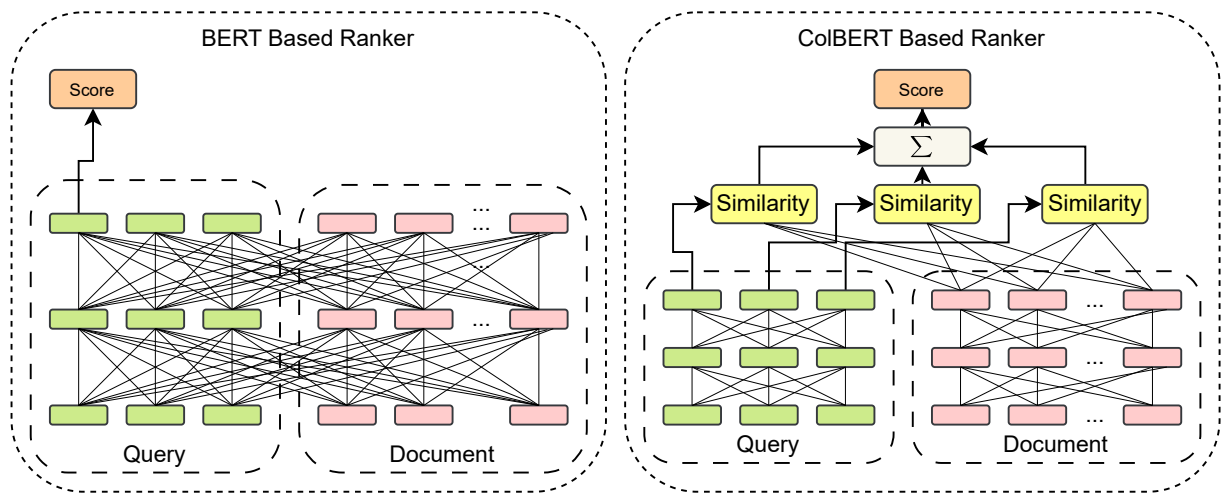 BERT Based Ranker
Score
...
...
...
...
Query
Document
ColBERT Based Ranker
Score
∑
Similarity
Similarity
Similarity
...
...
...
Query
Document